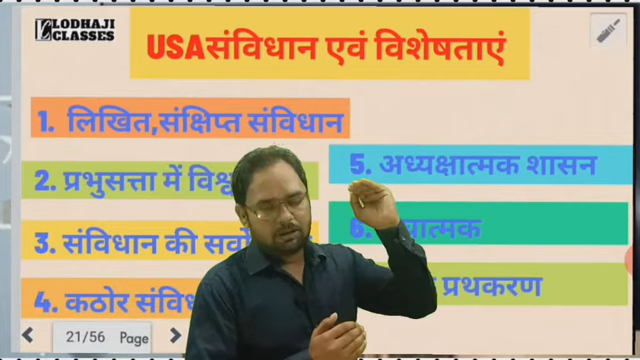 LODHAJI
CLASSES
USAसंविधान एवं विशेषताएं
1. लिखित,संक्षिप्त संविधान
2. प्रभुसत्ता में
3. संविधान की
4. कठोर
5. अध्यक्षात्मक शासन
6.
प्रथकरण
21/56 Page